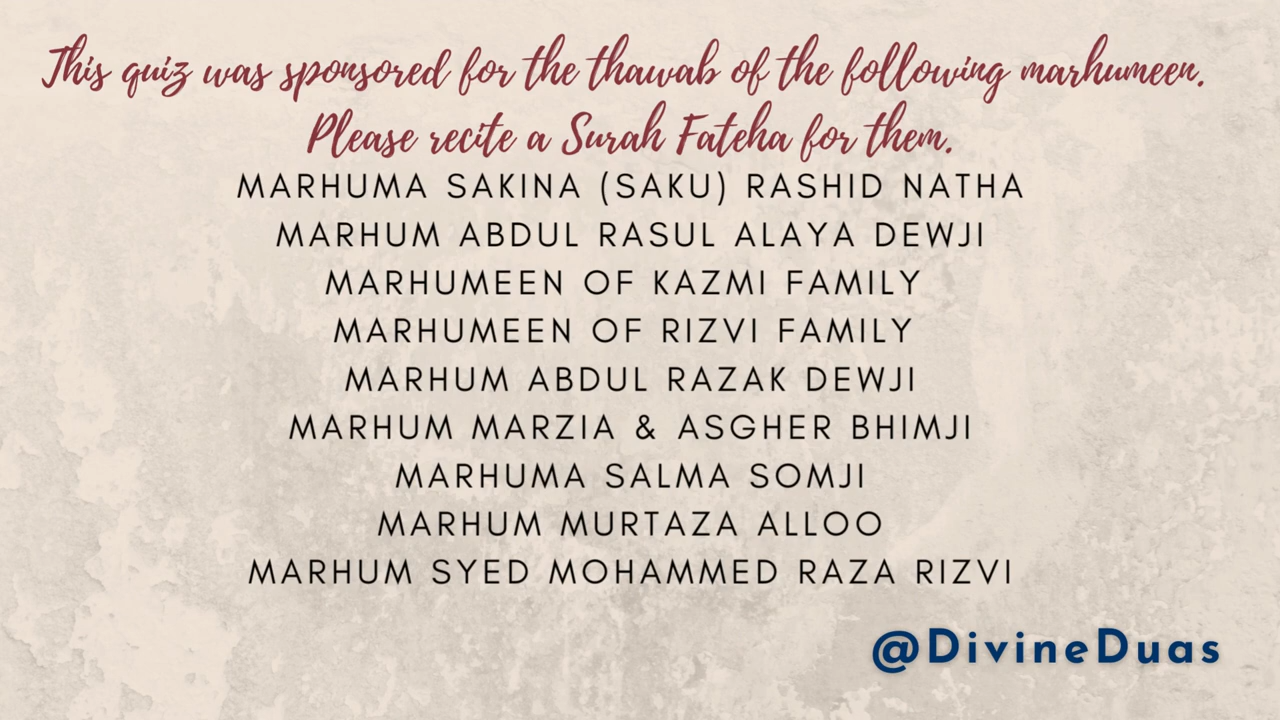 This quiz was sponsored for the thawab of the following marhumeen.
Please recite a Surah Fateha for them.
MARHUMA SAKINA (SAKU) RASHID NATHA
MARHUM ABDUL RASUL ALAYA DEWJI
MARHUMEEN OF KAZMI FAMILY
MARHUMEEN OF RIZVI FAMILY
MARHUM ABDUL RAZAK DEWJI
MARHUM MARZIA & ASGHER BHIMJI
MARHUMA SALMA SOMJI
MARHUM MURTAZA ALLOO
MARHUM SYED MOHAMMED RAZA RIZVI
@DivineDuas